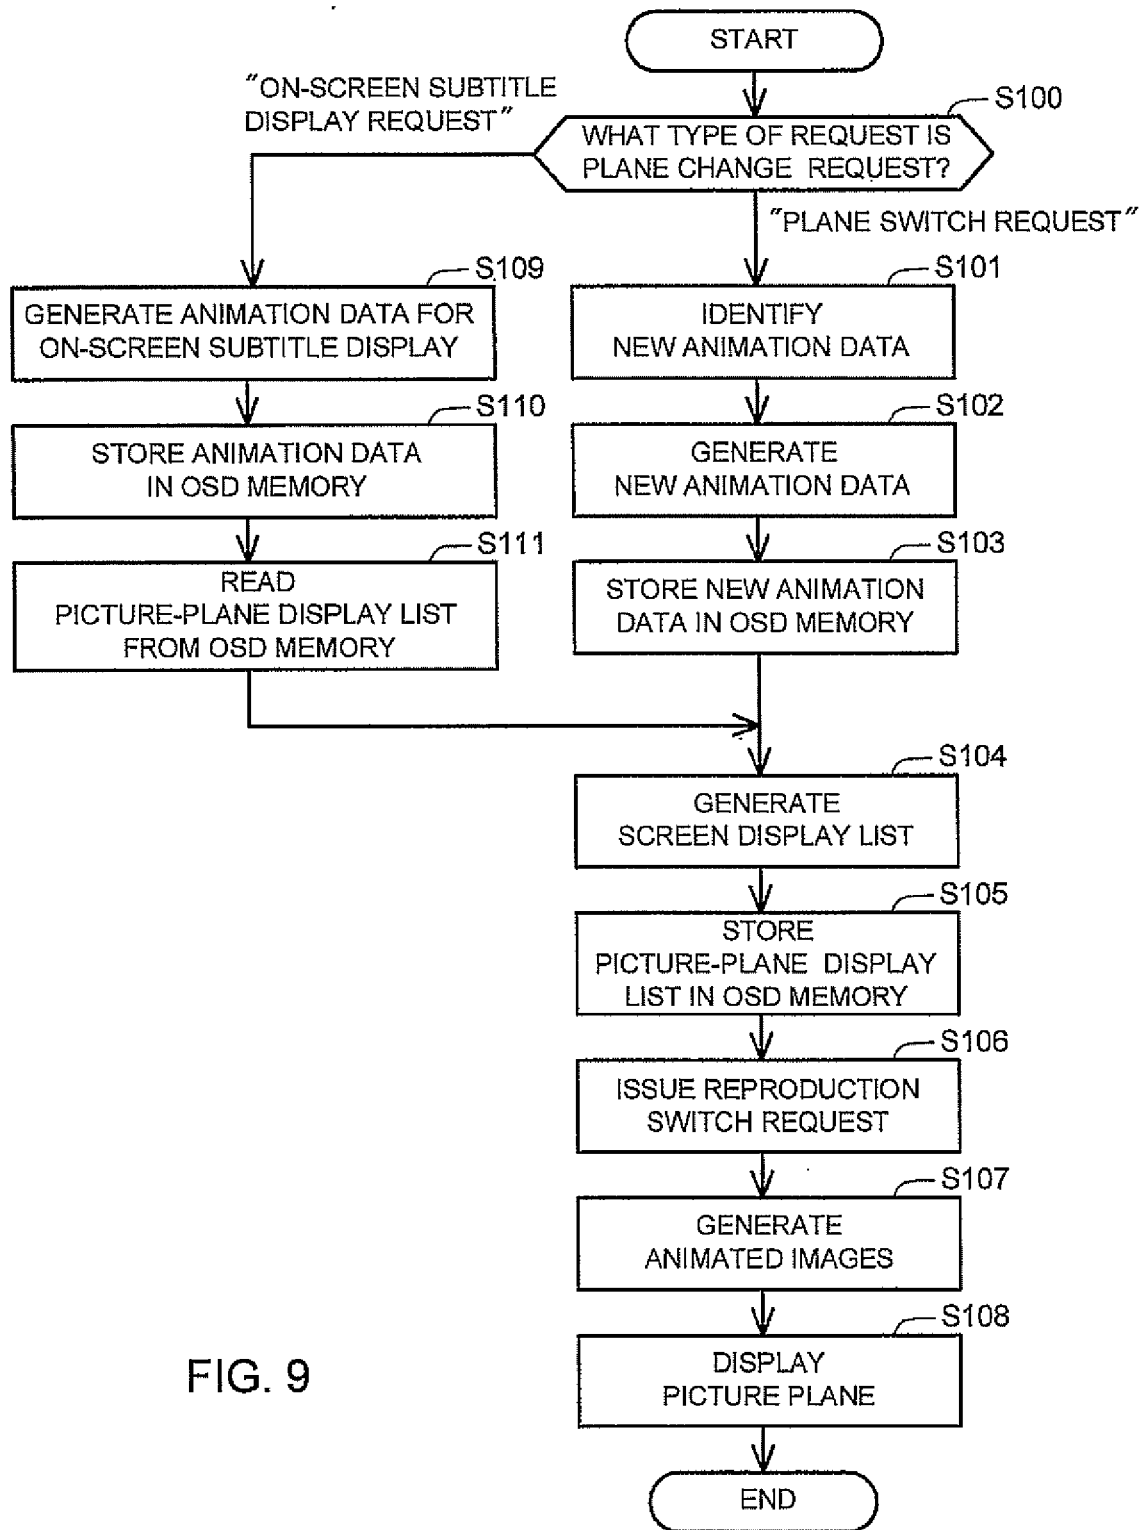 START
"ON-SCREEN SUBTITLE
DISPLAY REQUEST"
S100
WHAT TYPE OF REQUEST IS
PLANE CHANGE REQUEST?
"PLANE SWITCH REQUEST"
S109
GENERATE ANIMATION DATA FOR
ON-SCREEN SUBTITLE DISPLAY
S101
IDENTIFY
NEW ANIMATION DATA
S110
STORE ANIMATION DATA
IN OSD MEMORY
S102
GENERATE
NEW ANIMATION DATA
S111
READ
PICTURE-PLANE DISPLAY LIST
FROM OSD MEMORY
S103
STORE NEW ANIMATION
DATA IN OSD MEMORY
S104
GENERATE
SCREEN DISPLAY LIST
S105
STORE
PICTURE-PLANE DISPLAY
LIST IN OSD MEMORY
S106
ISSUE REPRODUCTION
SWITCH REQUEST
S107
GENERATE
ANIMATED IMAGES
S108
DISPLAY
PICTURE PLANE
END
FIG. 9